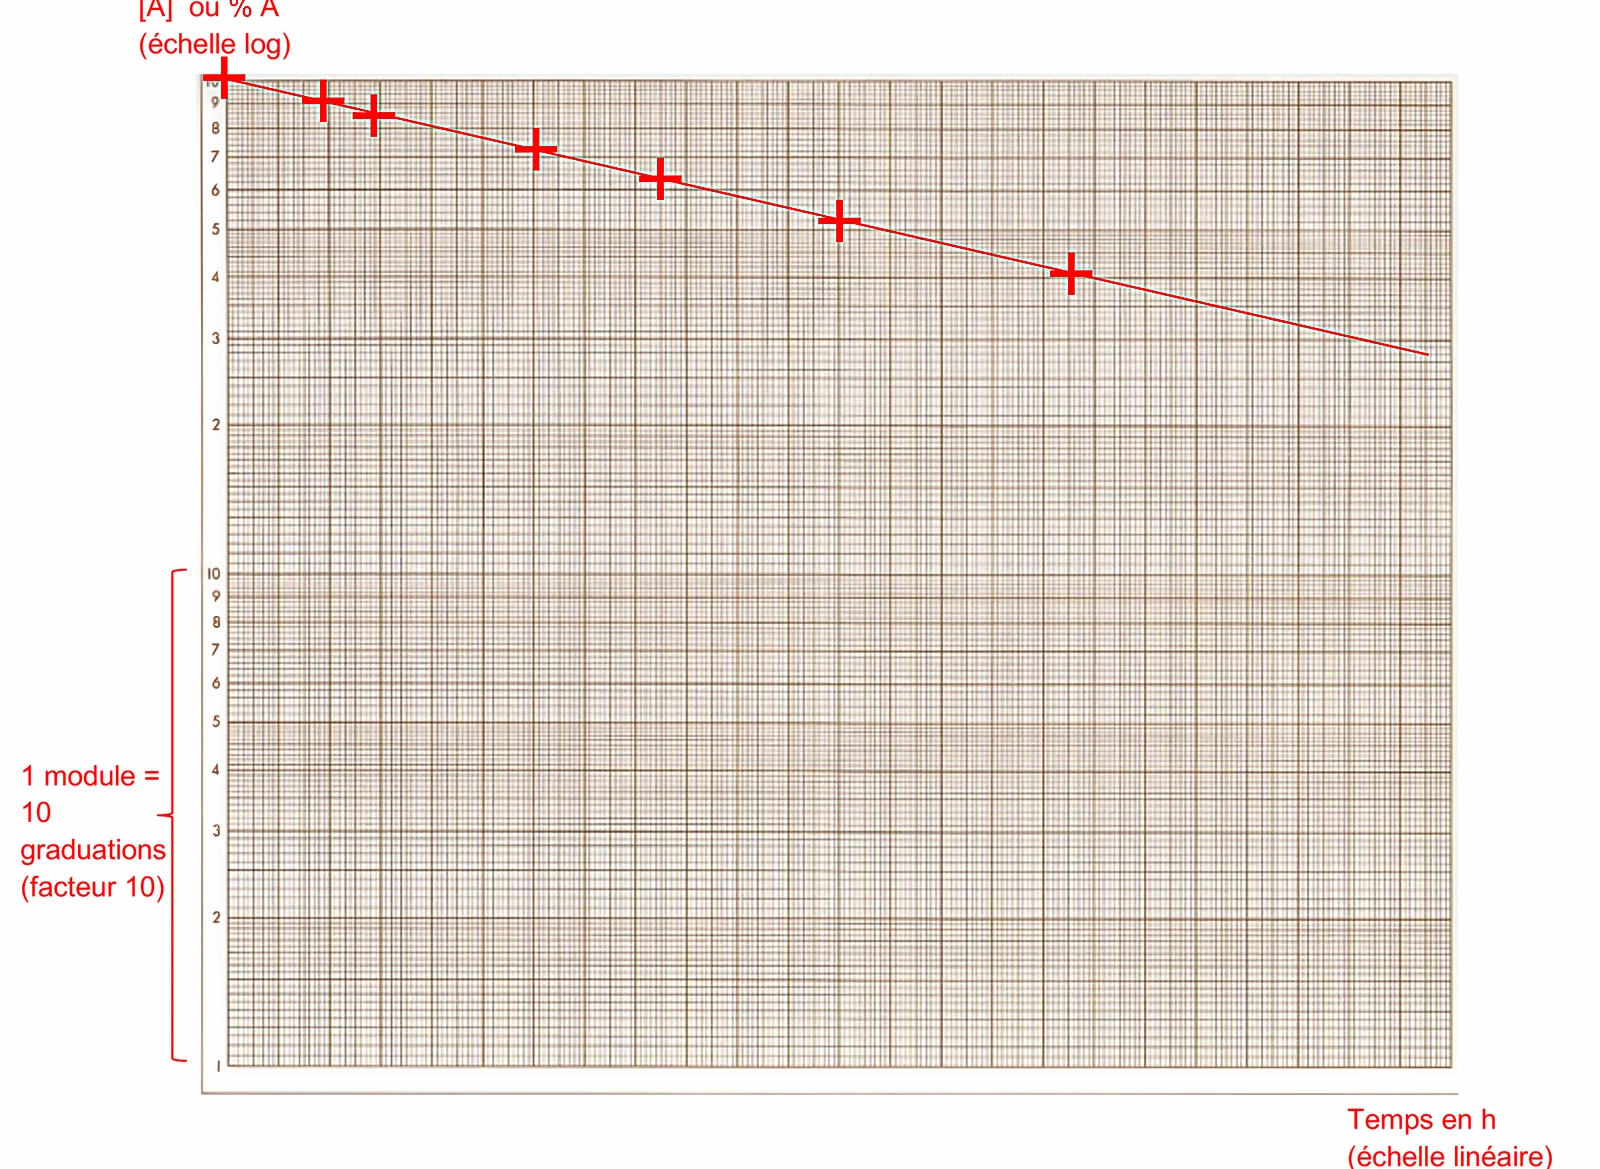 [A] ou % A
(échelle log)
10
9
8
7
6
5
4
3
2
10
9
8
7
6
5
4
3
2
1
1 module =
10
graduations
(facteur 10)
Temps en h
(échelle linéaire)